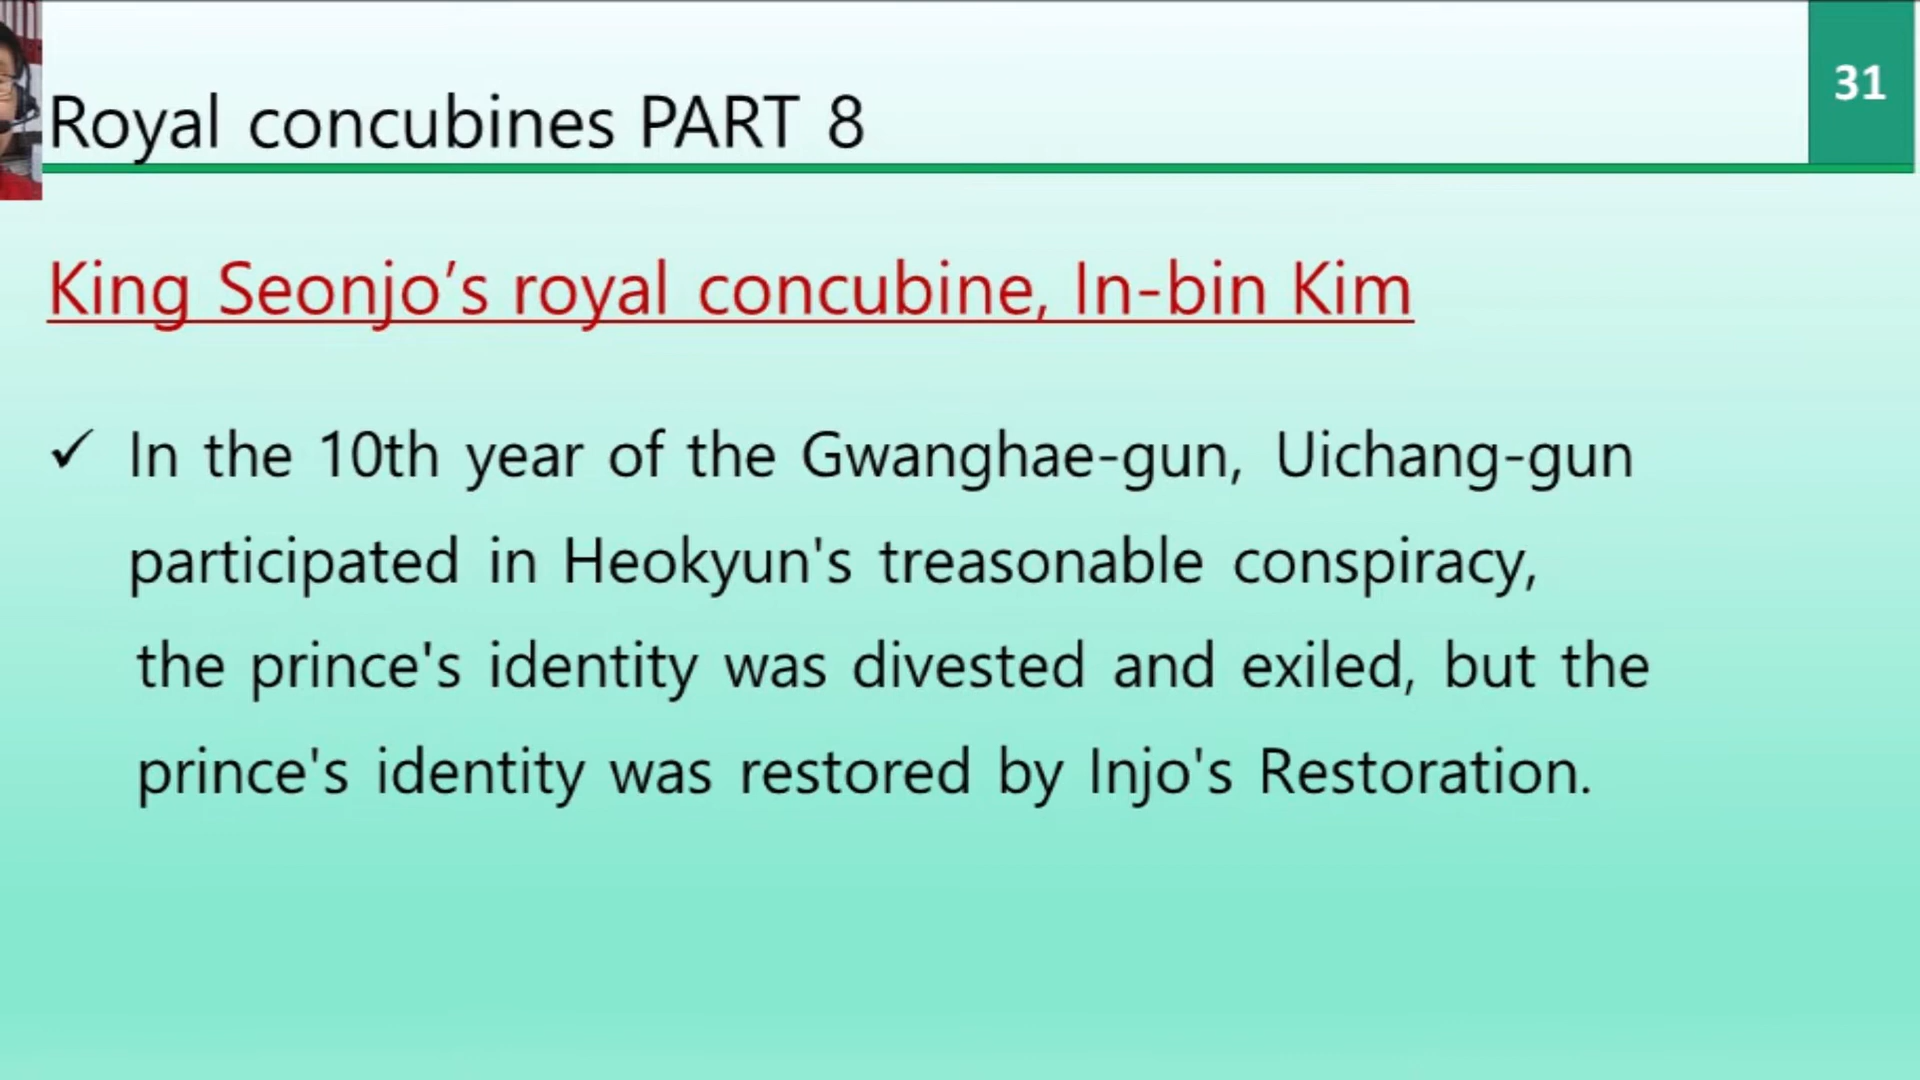 31
Royal concubines PART 8
King Seonjo’s royal concubine, In-bin Kim
✓ In the 10th year of the Gwanghae-gun, Uichang-gun
participated in Heokyun's treasonable conspiracy,
the prince's identity was divested and exiled, but the
prince's identity was restored by Injo's Restoration.